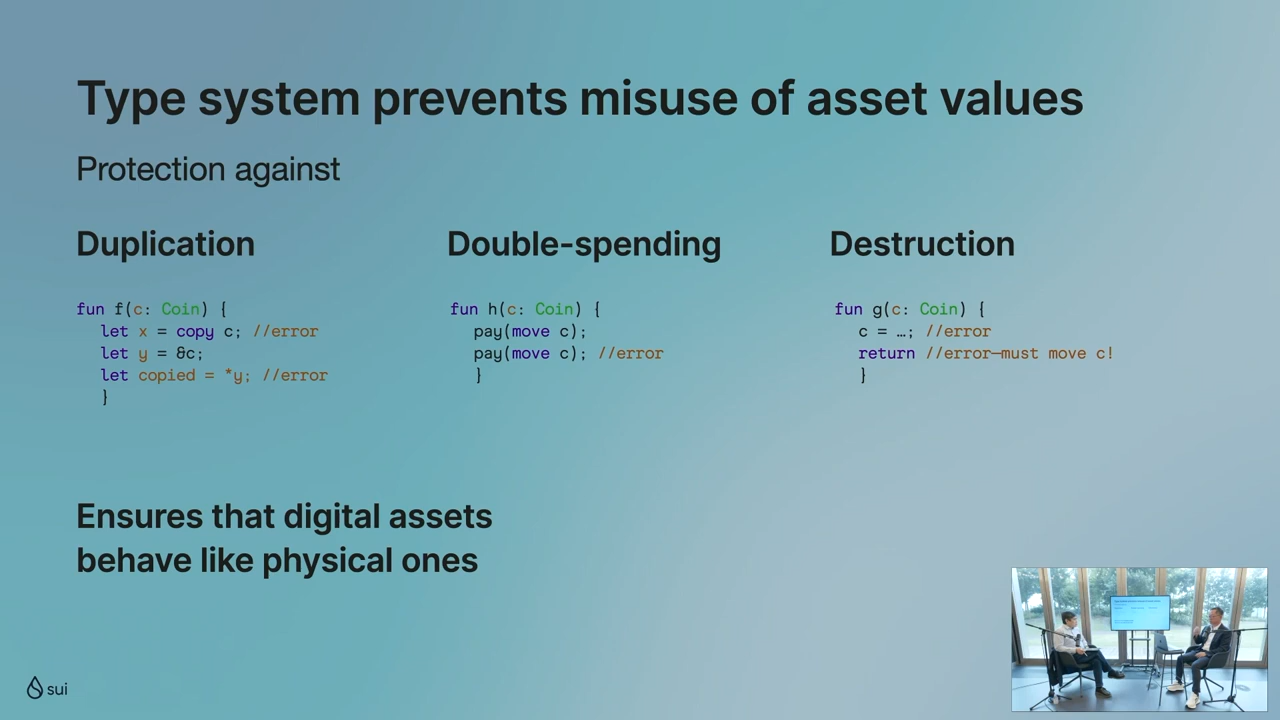 Type system prevents misuse of asset values
Protection against
Duplication
fun f(c: Coin) {
let x = copy c; //error
let y = &c;
let copied = *y; //error
}
Double-spending
fun h(c: Coin) {
pay(move c);
pay(move c); //error
}
Destruction
fun g(c: Coin) {
c = …; //error
return //error—must move c!
}
Ensures that digital assets
behave like physical ones
sui